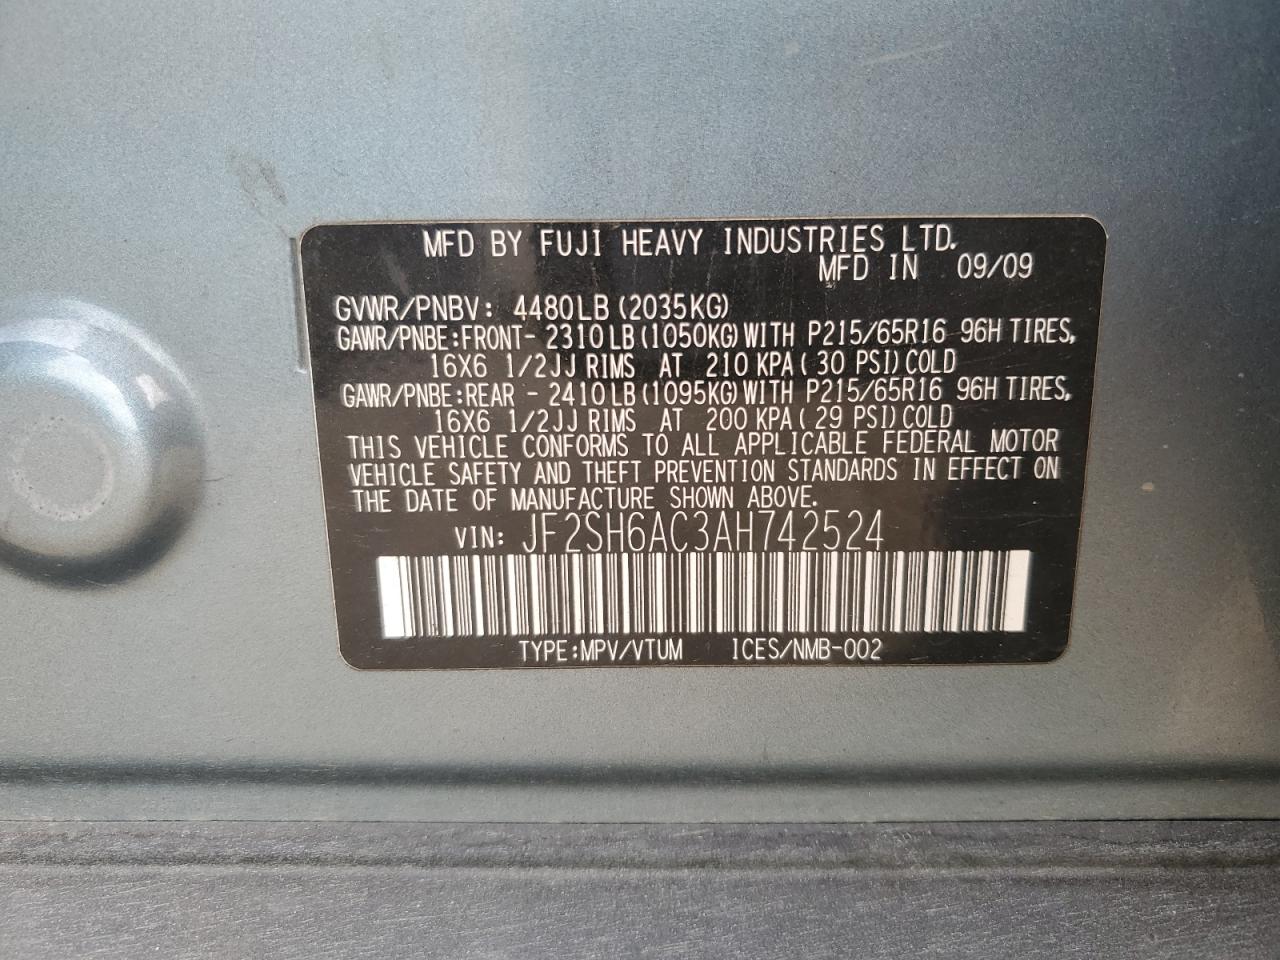 MFD BY FUJI HEAVY INDUSTRIES LTD.
MFD IN 09/09
GVWR/PNBV: 4480LB(2035KG)
GAWR/PNBE:FRONT- 2310LB(1050KG)WITH P215/65R16 96H TIRES,
16X6 1/2JJ RIMS AT 210 KPA( 30 PSI)COLD
GAWR/PNBE:REAR - 2410LB(1095KG)WITH P215/65R16 96H TIRES,
16X6 1/2JJ RIMS AT 200 KPA( 29 PSI)COLD
THIS VEHICLE CONFORMS TO ALL APPLICABLE FEDERAL MOTOR
VEHICLE SAFETY AND THEFT PREVENTION STANDARDS IN EFFECT ON
THE DATE OF MANUFACTURE SHOWN ABOVE.
VIN: JF2SH6AC3AH742524
TYPE:MPV/VTUM ICES/NMB-002